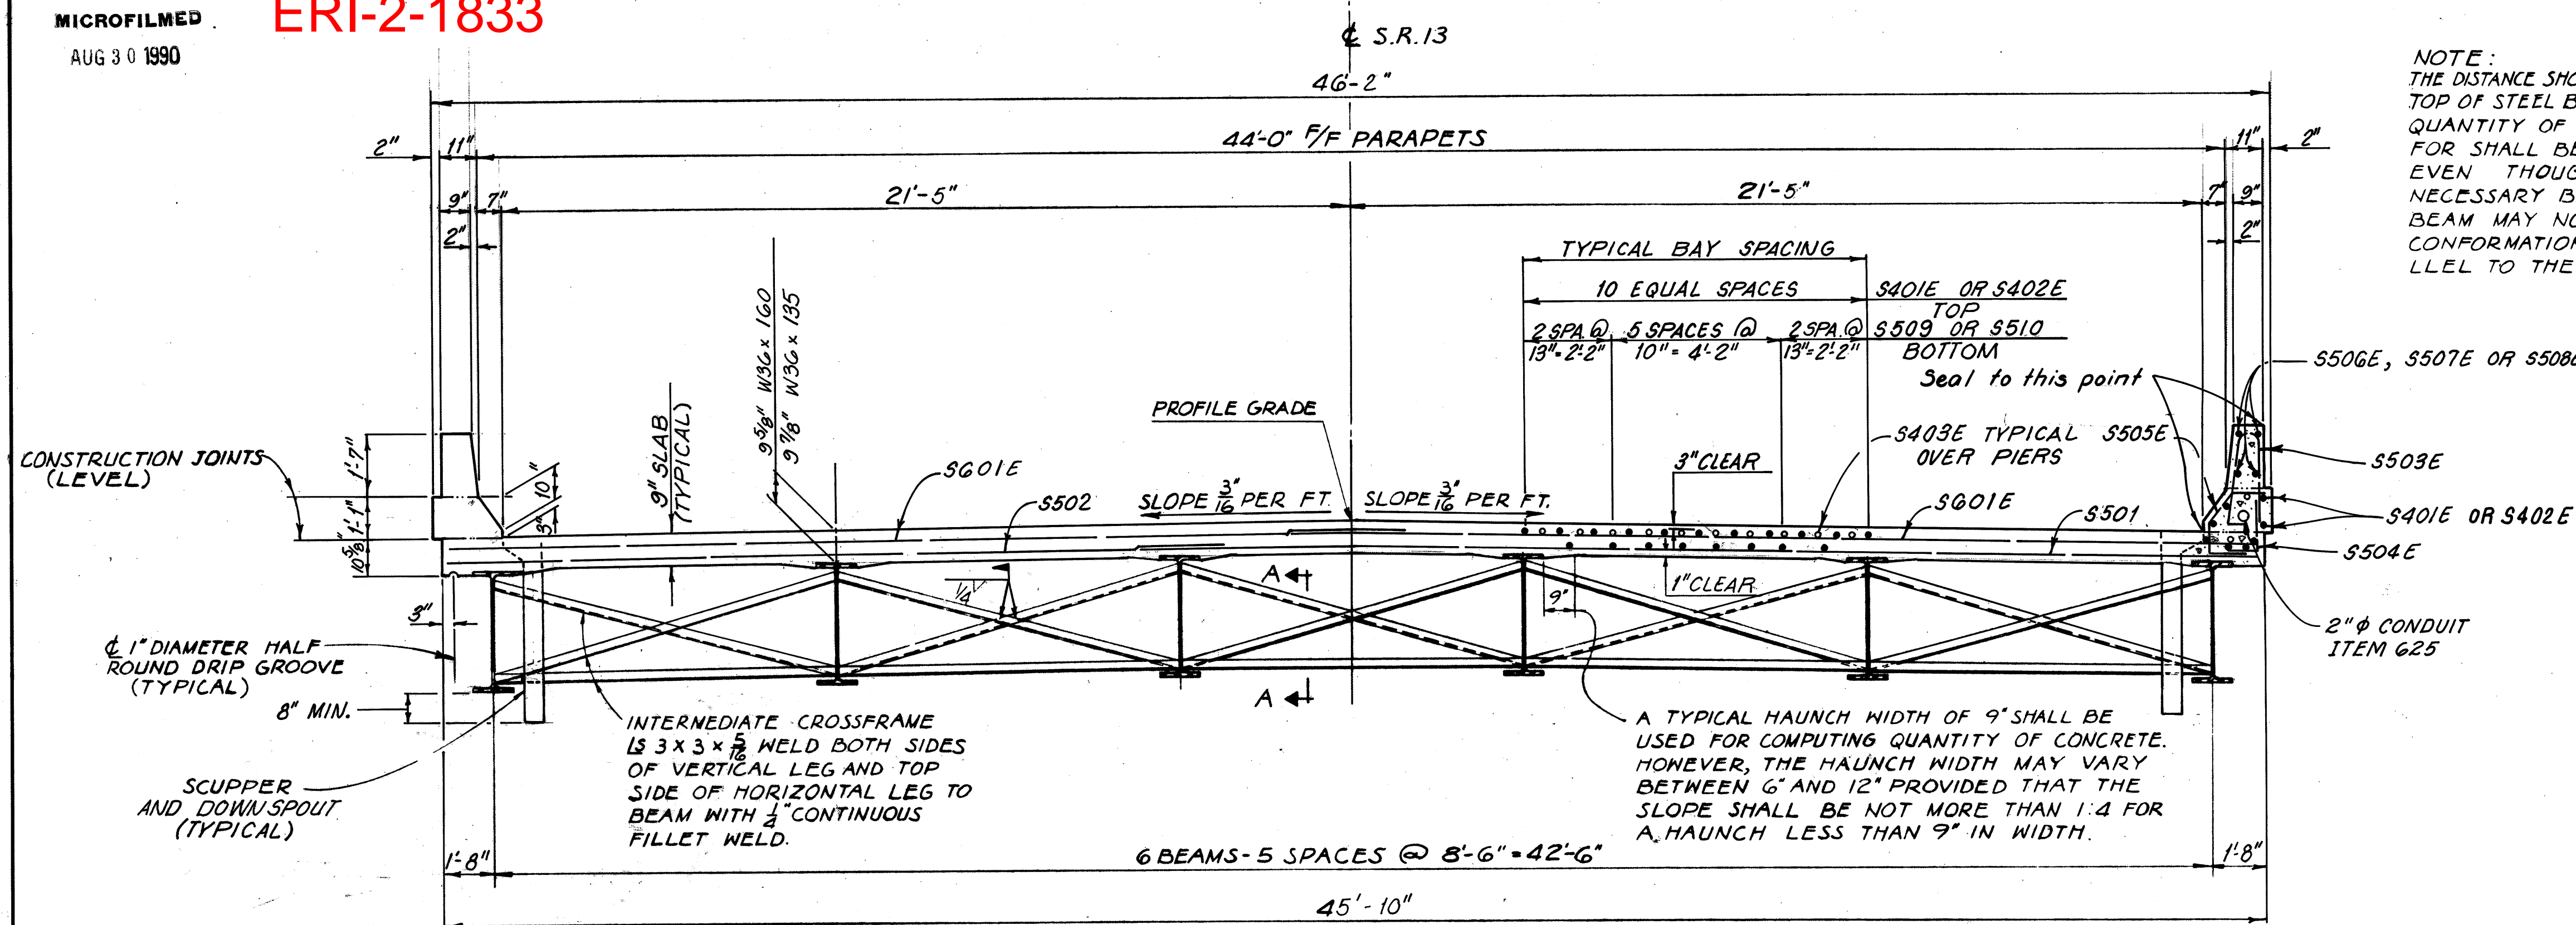 MICROFILMED
AUG 30 1990
ERI-2-1833
℄ S.R.13
46'-2"
44'-0" F/F PARAPETS
2" 11"
11" 2"
9" 7"
21'-5"
21'-5"
7" 9"
2"
2"
NOTE:
THE DISTANCE SHO
TOP OF STEEL B
QUANTITY OF
FOR SHALL BE
EVEN THOUG
NECESSARY B
BEAM MAY NO
CONFORMATION
LLEL TO THE
TYPICAL BAY SPACING
10 EQUAL SPACES
S401E OR S402E
TOP
2 SPA. @
13"=2'-2"
5 SPACES @
10" = 4'-2"
2 SPA. @
13"=2'-2"
S509 OR S510
BOTTOM
Seal to this point
S506E, S507E OR S508E
9 5/8" W36 x 160
9 7/8" W36 x 135
9" SLAB
(TYPICAL)
PROFILE GRADE
CONSTRUCTION JOINTS
(LEVEL)
1'-7"
1'-1"
10 5/8"
10"
3"
S601E
S502
SLOPE 3/16" PER FT.
SLOPE 3/16" PER FT.
3" CLEAR
S403E TYPICAL
OVER PIERS
S505E
S503E
S601E
S501
S401E OR S402E
S504E
1/4
A
9"
1" CLEAR
3"
℄ 1" DIAMETER HALF
ROUND DRIP GROOVE
(TYPICAL)
8" MIN.
2" φ CONDUIT
ITEM 625
A
SCUPPER
AND DOWNSPOUT
(TYPICAL)
INTERMEDIATE CROSSFRAME
LS 3 x 3 x 5/16 WELD BOTH SIDES
OF VERTICAL LEG AND TOP
SIDE OF HORIZONTAL LEG TO
BEAM WITH 1/4" CONTINUOUS
FILLET WELD.
A TYPICAL HAUNCH WIDTH OF 9" SHALL BE
USED FOR COMPUTING QUANTITY OF CONCRETE.
HOWEVER, THE HAUNCH WIDTH MAY VARY
BETWEEN 6" AND 12" PROVIDED THAT THE
SLOPE SHALL BE NOT MORE THAN 1:4 FOR
A HAUNCH LESS THAN 9" IN WIDTH.
1'-8"
6 BEAMS - 5 SPACES @ 8'-6" = 42'-6"
1'-8"
45'-10"